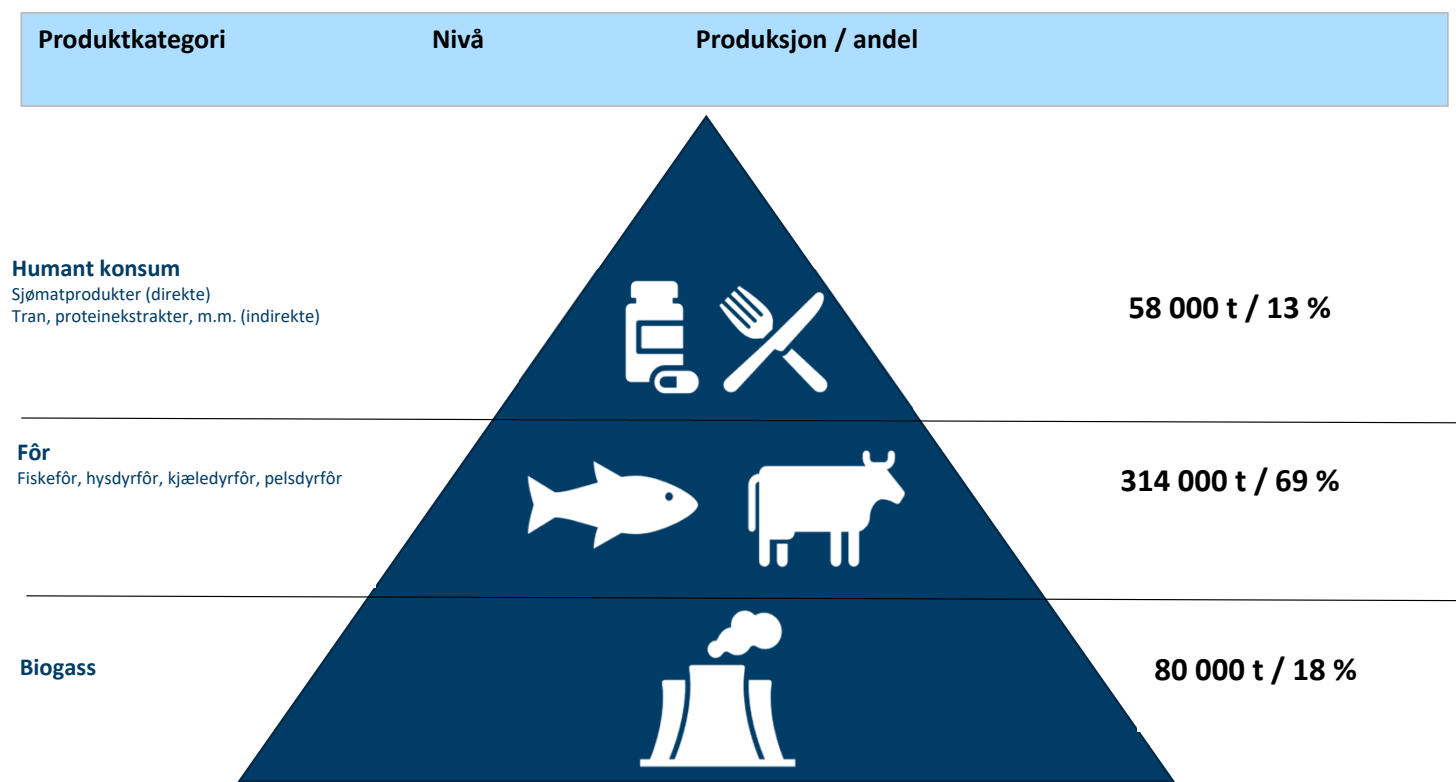 Produktkategori Nivå Produksjon / andel
Humant konsum
Sjømatprodukter (direkte)
Tran, proteinekstrakter, m.m. (indirekte)
58 000 t / 13 %
Fôr
Fiskefôr, hysdyrfôr, kjæledyrfôr, pelsdyrfôr
314 000 t / 69 %
Biogass
80 000 t / 18 %